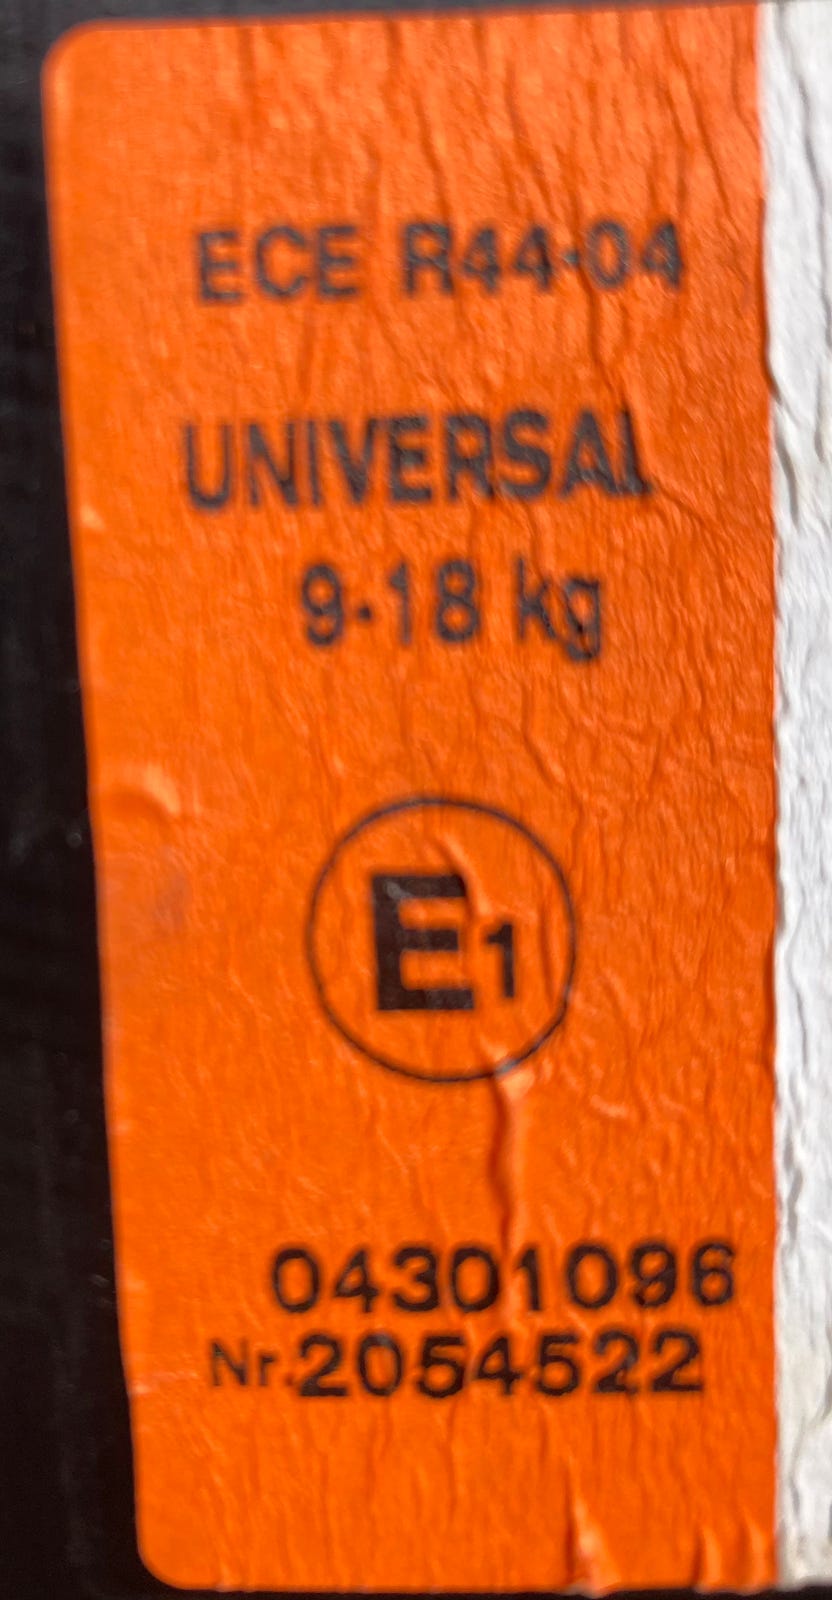 ECE R44-04
UNIVERSAL
9-18 kg
E1
04301096
Nr.2054522